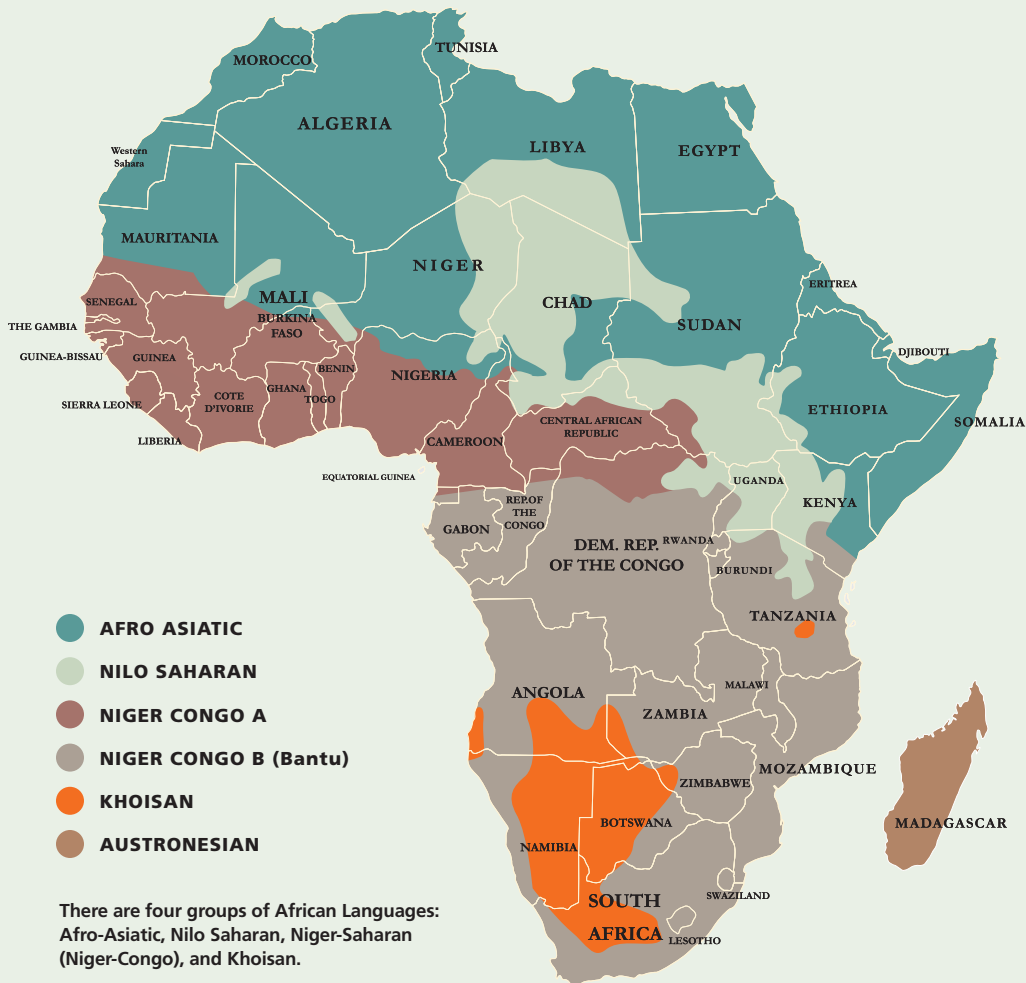 TUNISIA
MOROCCO
ALGERIA
LIBYA
EGYPT
Western
Sahara
MAURITANIA
NIGER
MALI
CHAD
ERITREA
SENEGAL
THE GAMBIA
BURKINA
FASO
SUDAN
GUINEA-BISSAU
GUINEA
DJIBOUTI
BENIN
NIGERIA
GHANA
TOGO
COTE
D'IVORIE
SIERRA LEONE
ETHIOPIA
SOMALIA
LIBERIA
CAMEROON
CENTRAL AFRICAN
REPUBLIC
EQUATORIAL GUINEA
UGANDA
KENYA
REP.OF
THE
CONGO
GABON
DEM. REP.
OF THE CONGO
RWANDA
BURUNDI
TANZANIA
AFRO ASIATIC
NILO SAHARAN
NIGER CONGO A
NIGER CONGO B (Bantu)
KHOISAN
AUSTRONESIAN
ANGOLA
MALAWI
ZAMBIA
MOZAMBIQUE
ZIMBABWE
BOTSWANA
NAMIBIA
MADAGASCAR
SWAZILAND
SOUTH
AFRICA
LESOTHO
There are four groups of African Languages:
Afro-Asiatic, Nilo Saharan, Niger-Saharan
(Niger-Congo), and Khoisan.